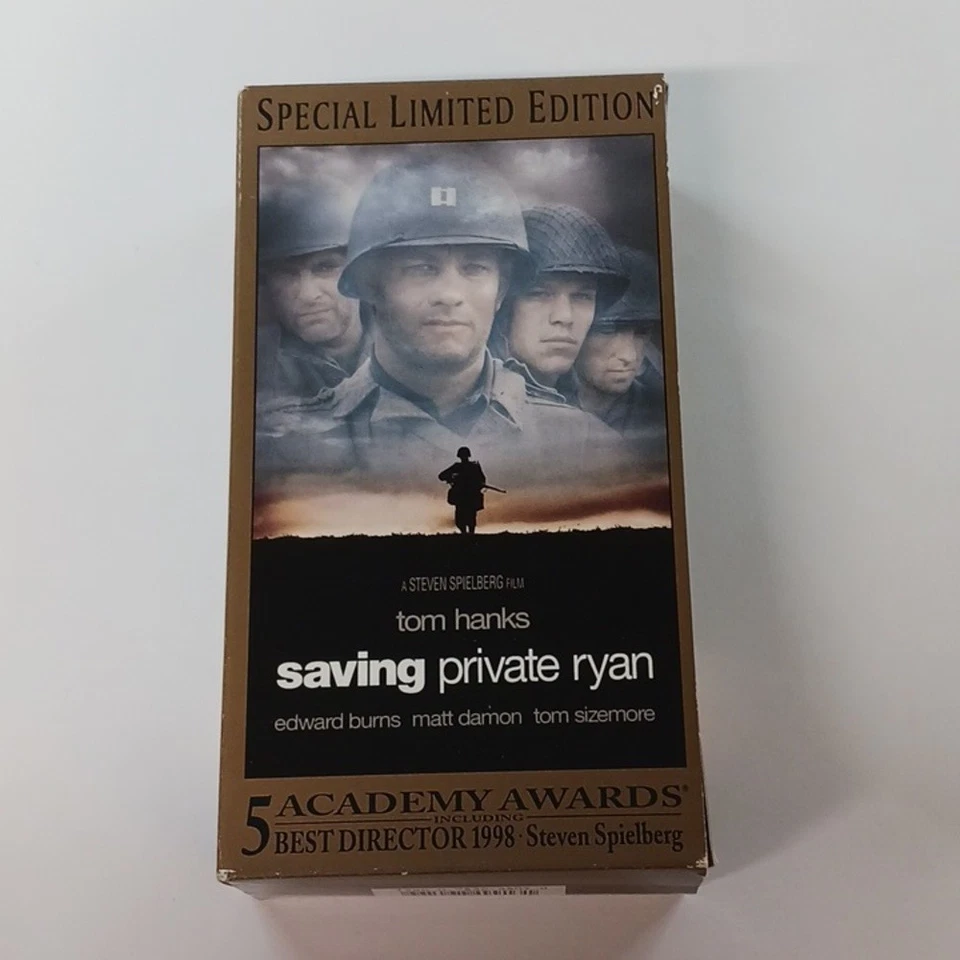 SPECIAL LIMITED EDITION
A STEVEN SPIELBERG FILM
tom hanks
saving private ryan
edward burns matt damon tom sizemore
5 ACADEMY AWARDS®
INCLUDING
BEST DIRECTOR 1998 · Steven Spielberg